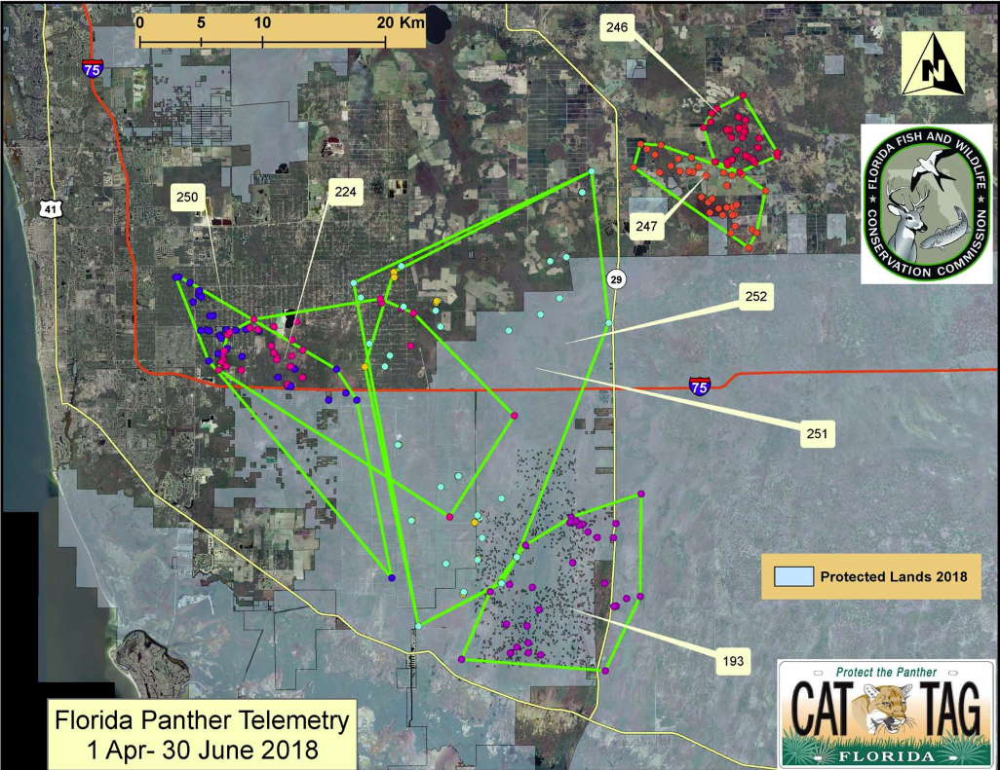 0 5 10 20 Km
75
246
N
FLORIDA FISH AND WILDLIFE
CONSERVATION COMMISSION
250
224
41
247
29
252
75
251
Protected Lands 2018
193
Florida Panther Telemetry
1 Apr- 30 June 2018
Protect the Panther
CAT TAG
FLORIDA